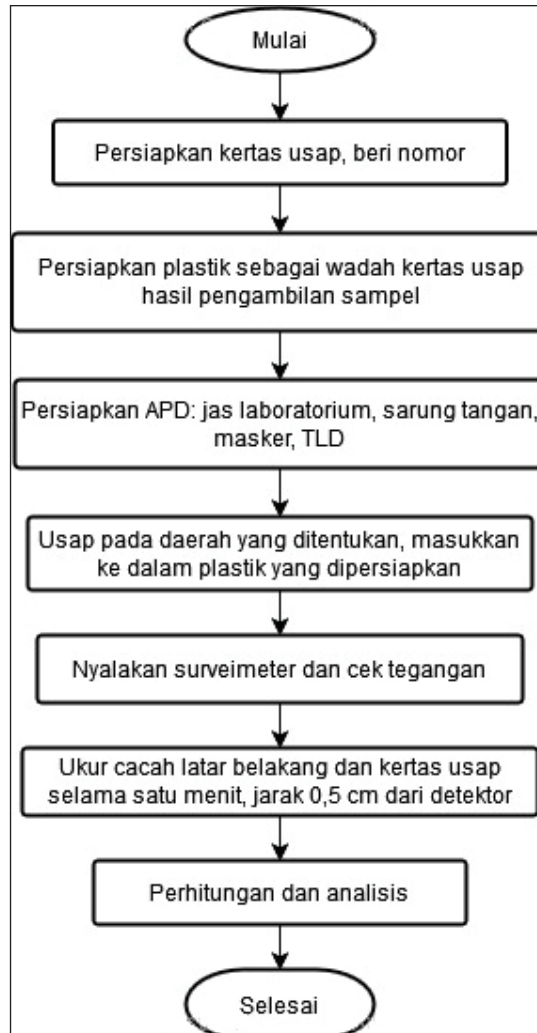 Mulai
Persiapkan kertas usap, beri nomor
Persiapkan plastik sebagai wadah kertas usap
hasil pengambilan sampel
Persiapkan APD: jas laboratorium, sarung tangan,
masker, TLD
Usap pada daerah yang ditentukan, masukkan
ke dalam plastik yang dipersiapkan
Nyalakan surveimeter dan cek tegangan
Ukur cacah latar belakang dan kertas usap
selama satu menit, jarak 0,5 cm dari detektor
Perhitungan dan analisis
Selesai